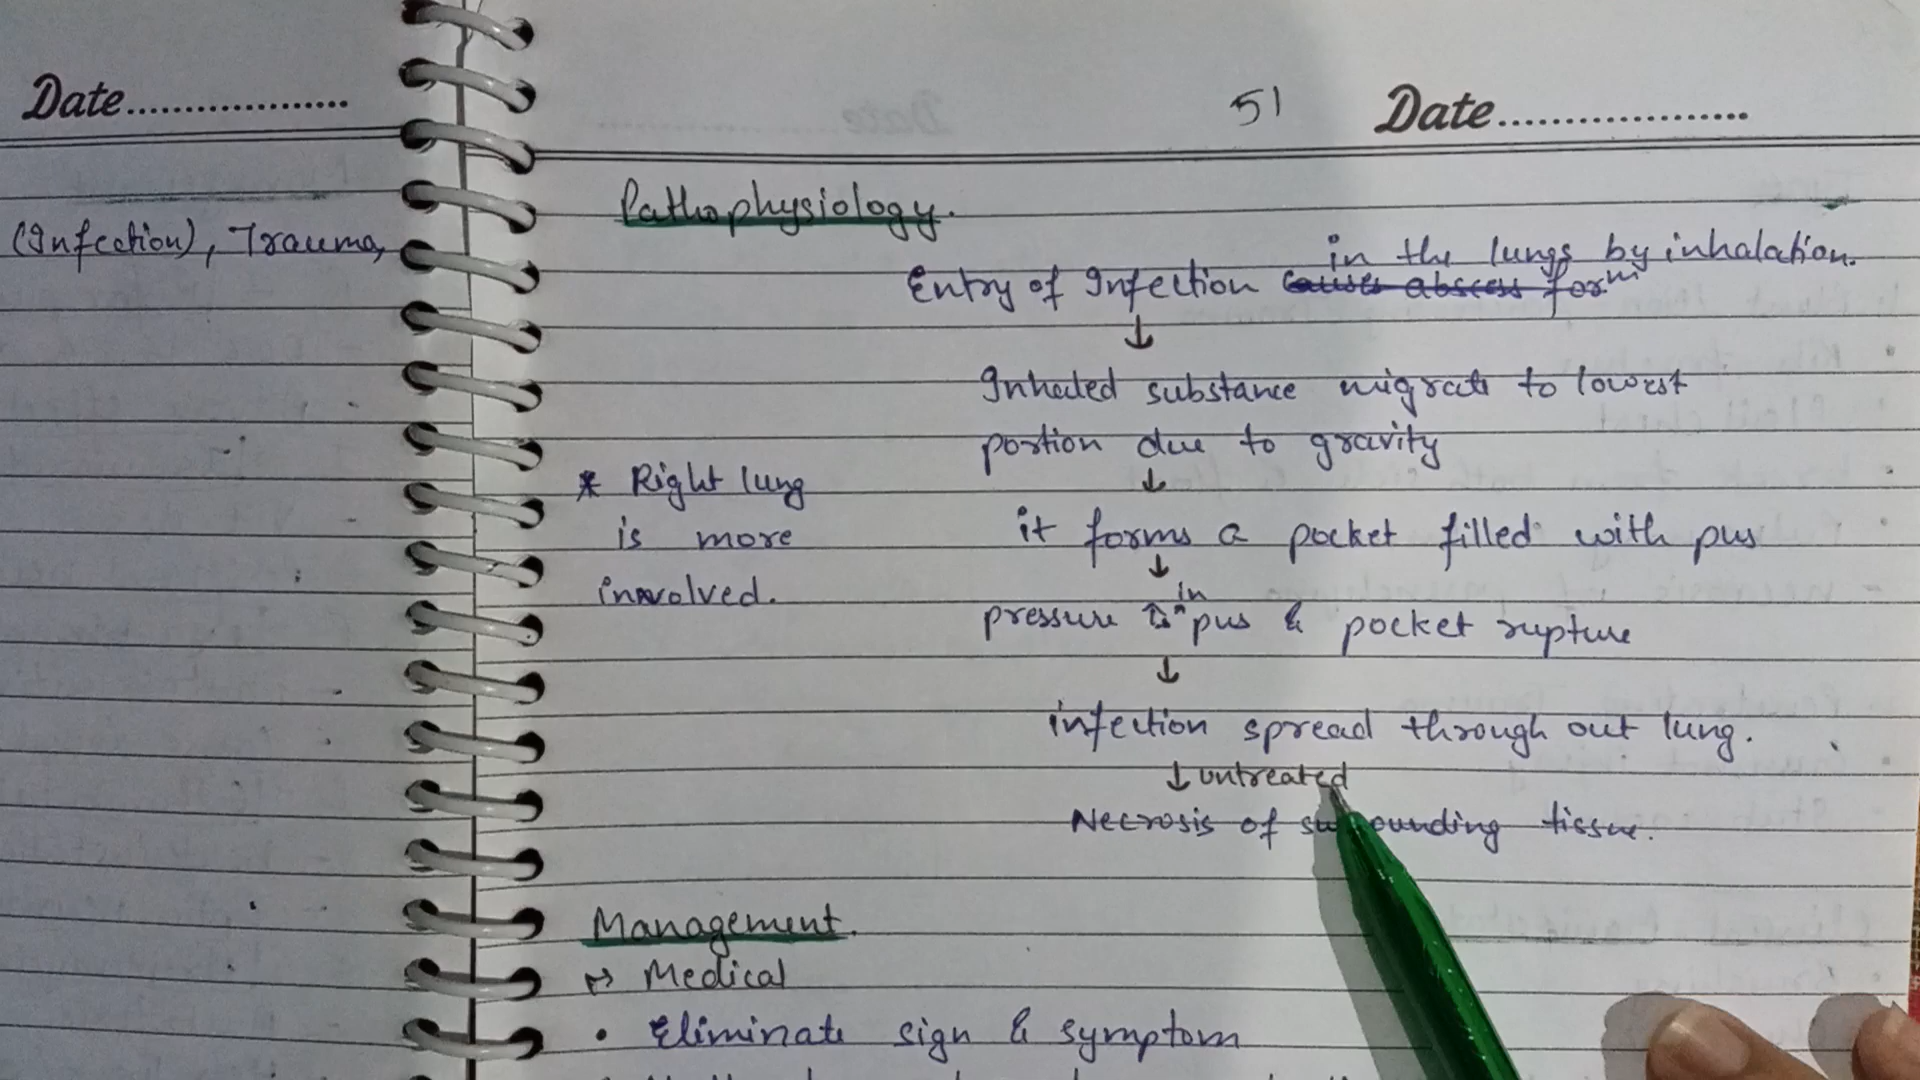 Date...................
(Infection), Trauma,
51 Date...................
Pathophysiology.
in the lungs by inhalation.
Entry of Infection causes abscess form
↓
Inhaled substance migrate to lowest
portion due to gravity
↓
* Right lung
is more
involved.
it forms a pocket filled with pus
↓
in
pressure ↑ pus & pocket rupture
↓
infection spread through out lung.
↓ untreated
Necrosis of surrounding tissue.
Management.
↦ Medical
• Eliminate sign & symptom